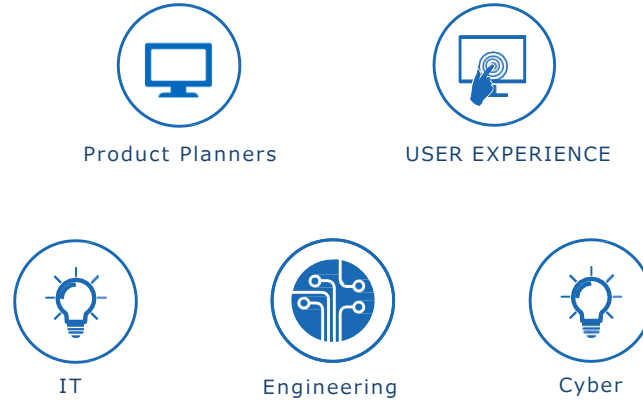 Product Planners
USER EXPERIENCE
IT
Engineering
Cyber